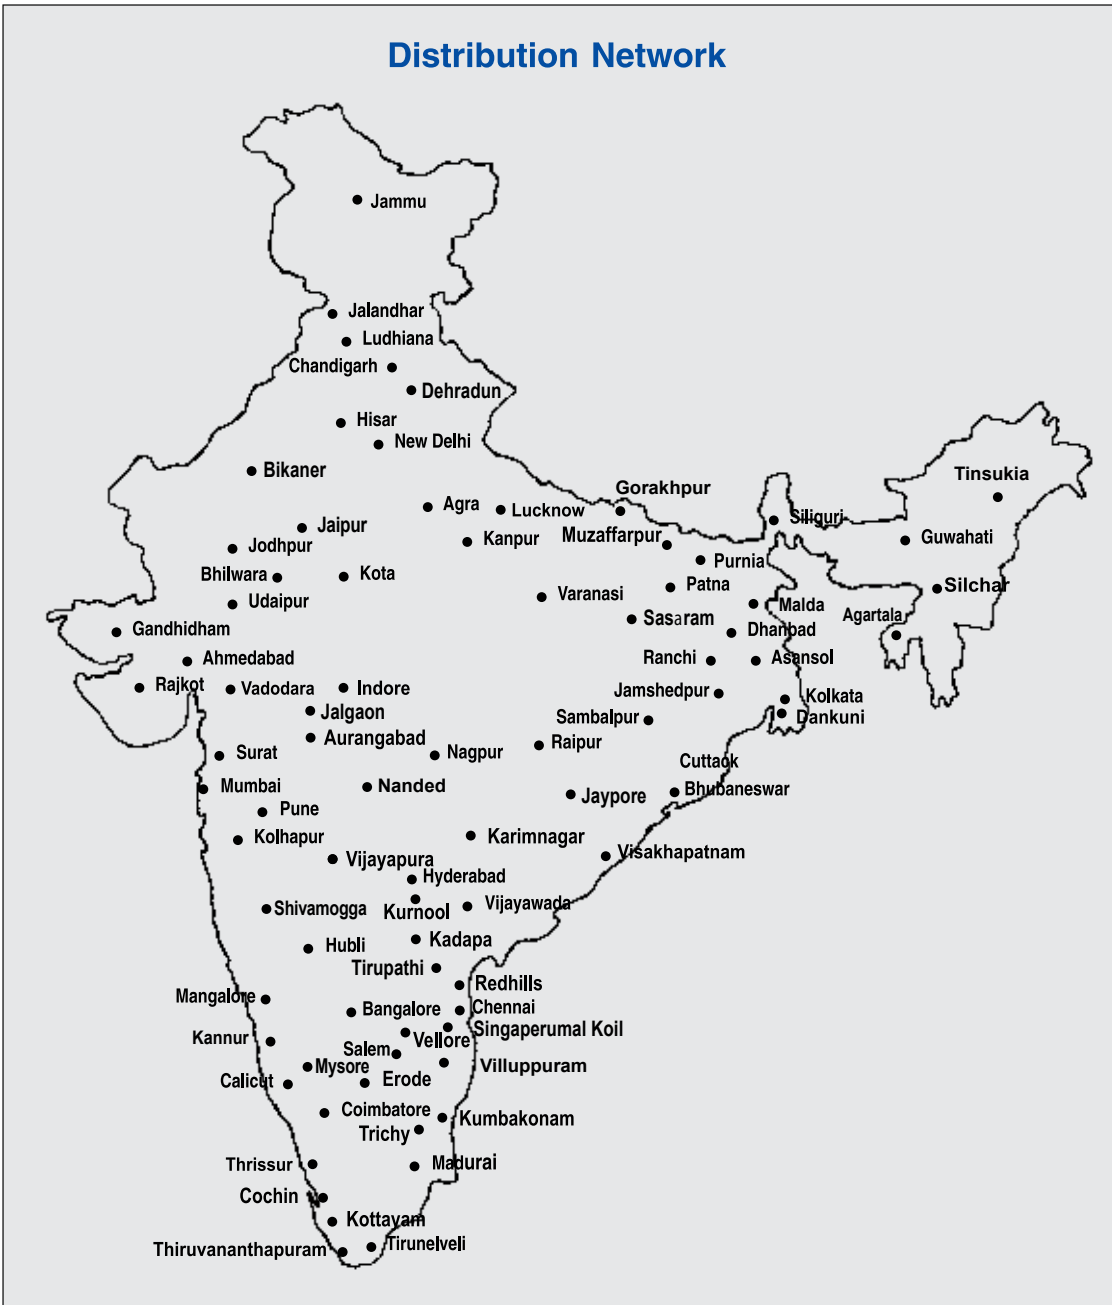 Distribution Network
Jammu
Jalandhar
Ludhiana
Chandigarh
Dehradun
Hisar
New Delhi
Bikaner
Tinsukia
Gorakhpur
Agra
Lucknow
Siliguri
Jaipur
Muzaffarpur
Kanpur
Guwahati
Jodhpur
Purnia
Bhilwara
Kota
Patna
Silchar
Udaipur
Varanasi
Malda
Agartala
Sasaram
Gandhidham
Dhanbad
Ahmedabad
Ranchi
Asansol
Rajkot
Vadodara
Indore
Jamshedpur
Kolkata
Jalgaon
Sambalpur
Dankuni
Aurangabad
Surat
Nagpur
Raipur
Cuttack
Mumbai
Nanded
Jaypore
Bhubaneswar
Pune
Kolhapur
Karimnagar
Vijayapura
Visakhapatnam
Hyderabad
Shivamogga
Kurnool
Vijayawada
Hubli
Kadapa
Tirupathi
Redhills
Mangalore
Bangalore
Chennai
Singaperumal Koil
Kannur
Vellore
Salem
Mysore
Villuppuram
Calicut
Erode
Coimbatore
Kumbakonam
Trichy
Thrissur
Madurai
Cochin
Kottayam
Thiruvananthapuram
Tirunelveli